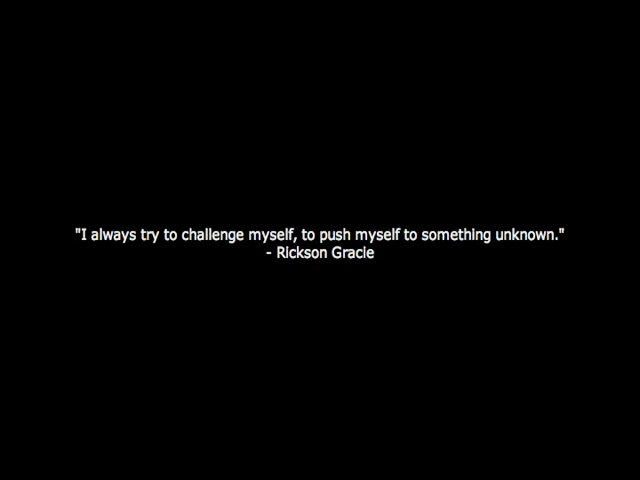 "I always try to challenge myself, to push myself to something unknown."
- Rickson Gracie